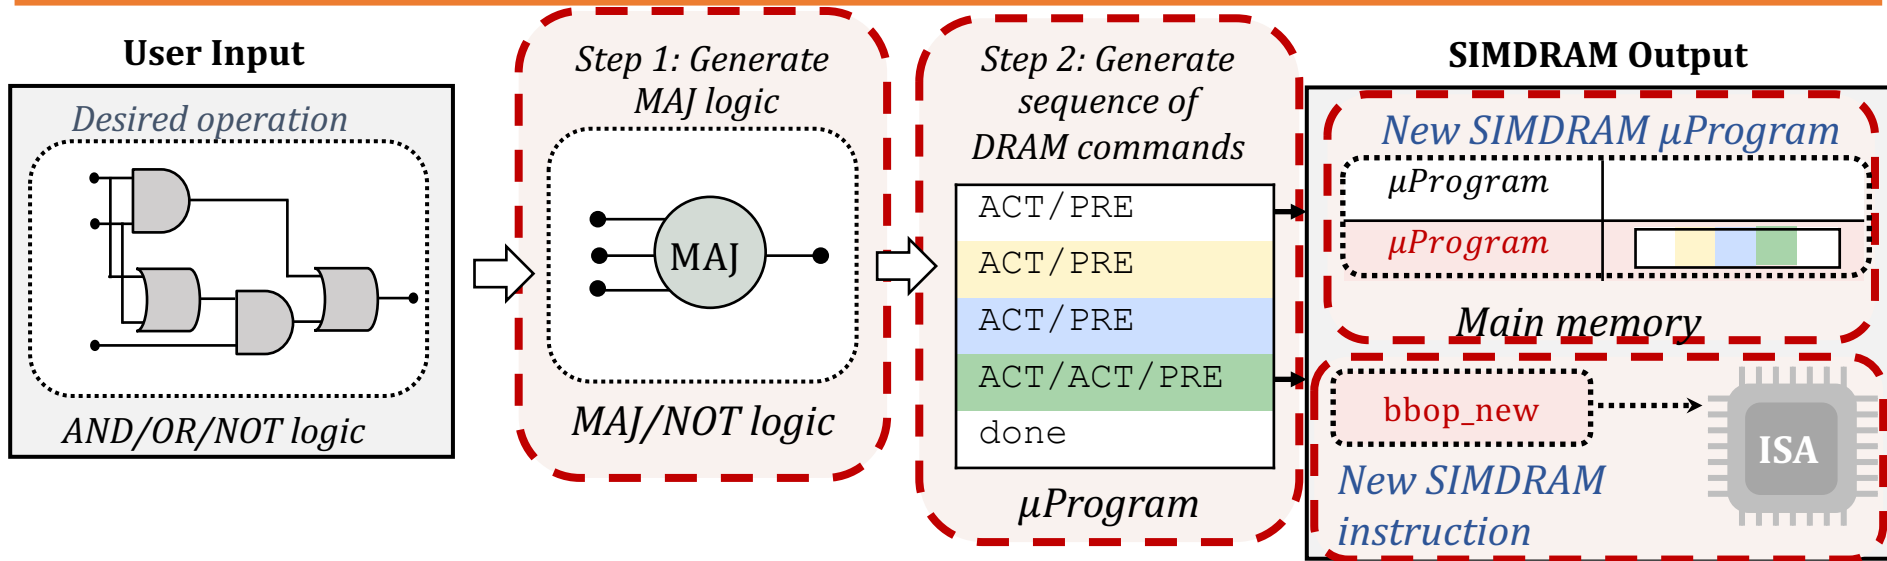 User Input
Desired operation
AND/OR/NOT logic
Step 1: Generate
MAJ logic
MAJ
MAJ/NOT logic
Step 2: Generate
sequence of
DRAM commands
ACT/PRE
ACT/PRE
ACT/PRE
ACT/ACT/PRE
done
μProgram
SIMDRAM Output
New SIMDRAM μProgram
μProgram
μProgram
Main memory
bbop_new
ISA
New SIMDRAM
instruction